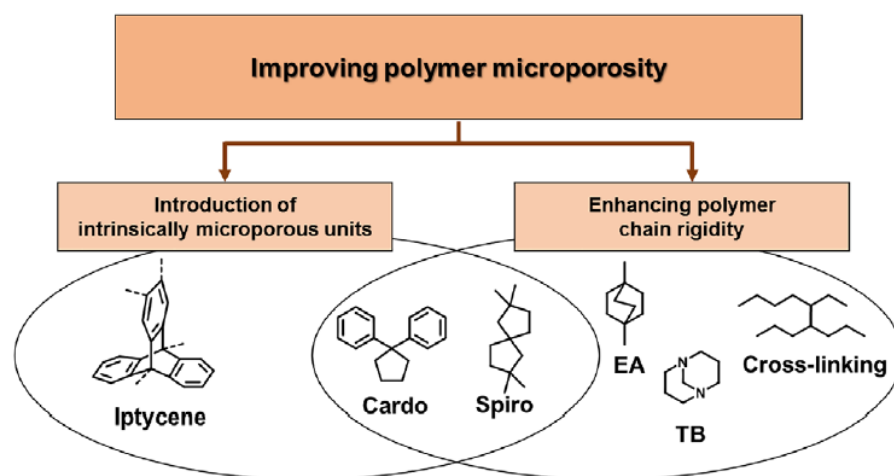 Improving polymer microporosity
Introduction of
intrinsically microporous units
Enhancing polymer
chain rigidity
Iptycene
Cardo
Spiro
EA
N
N
TB
Cross-linking